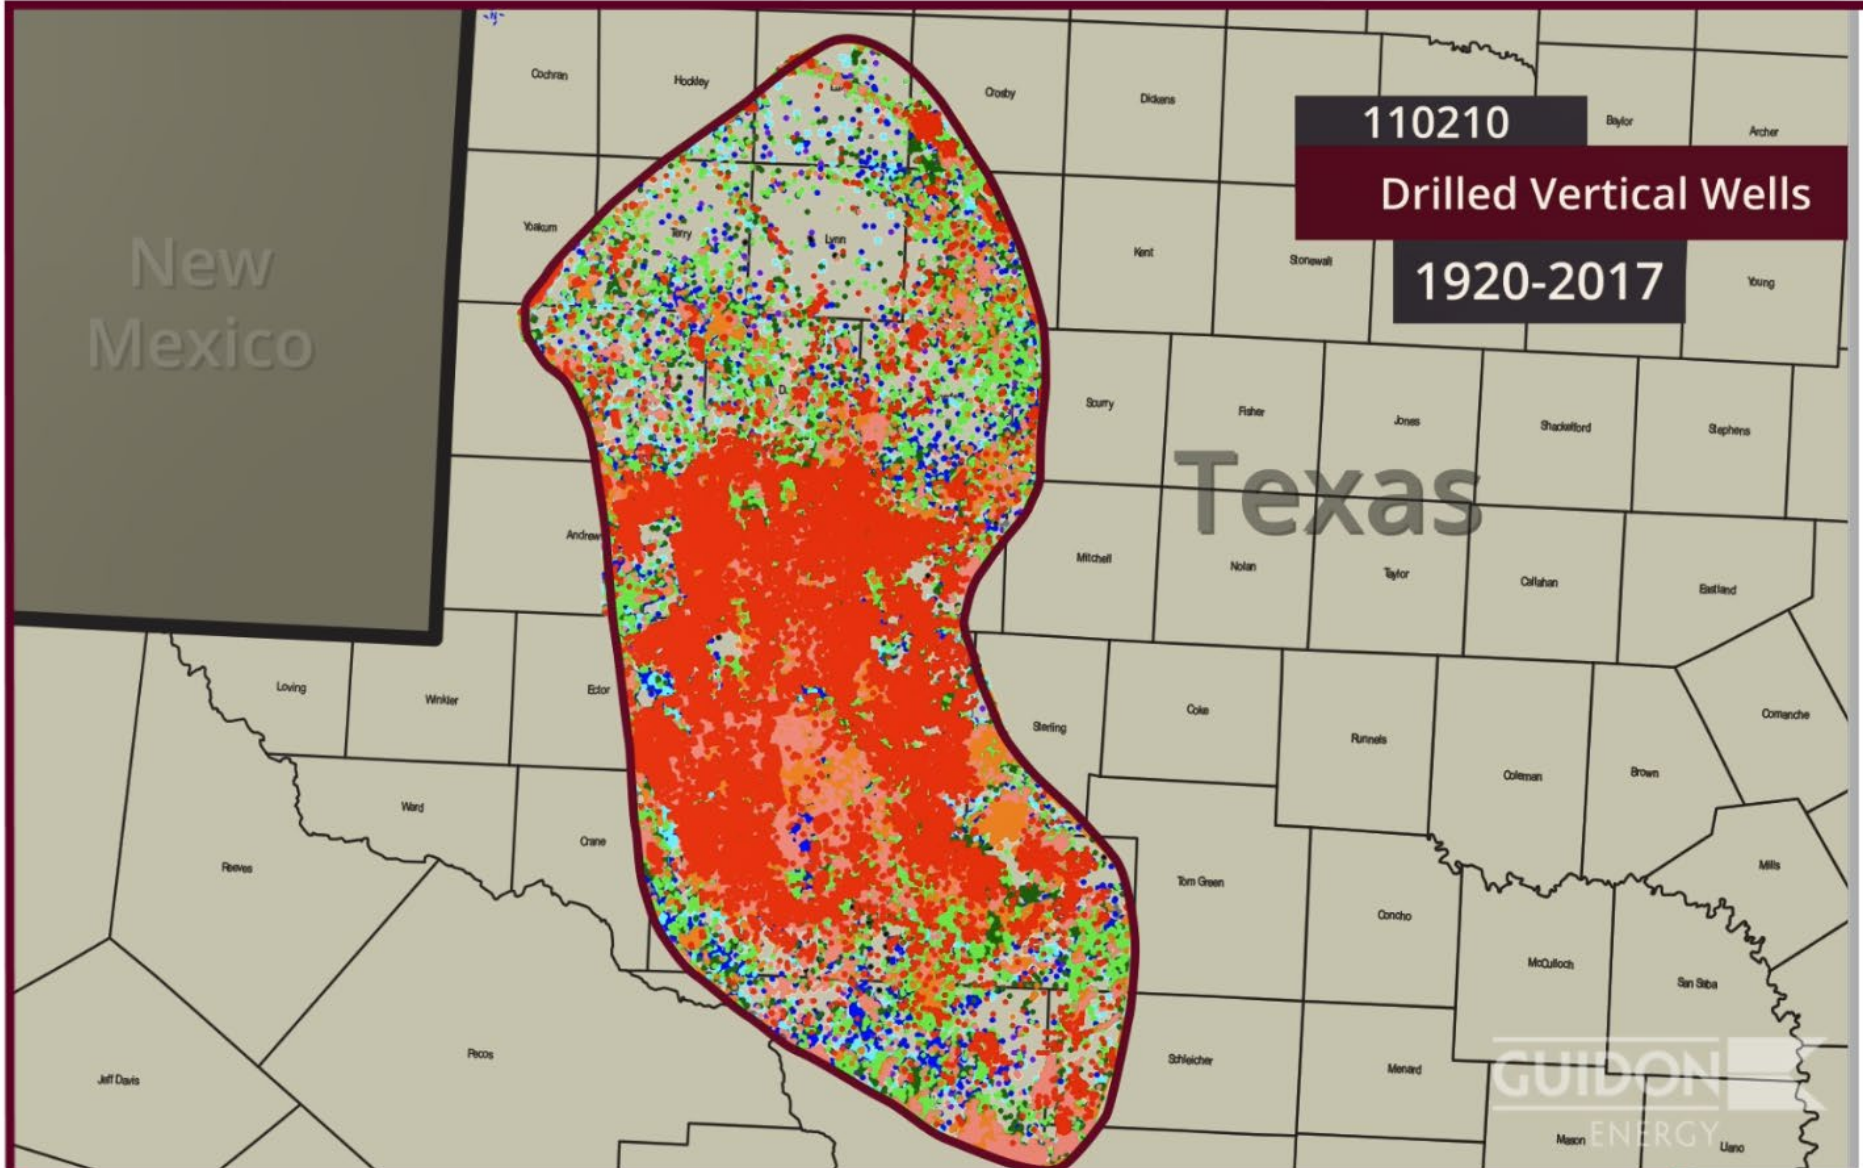 Cochran
Hockley
Crosby
Dickens
110210
Baylor
Archer
Drilled Vertical Wells
Yoakum
Terry
Lynn
Kent
Stonewall
1920-2017
Young
New
Mexico
D
Scurry
Fisher
Jones
Shackelford
Stephens
Texas
Andrew
Mitchell
Nolan
Taylor
Callahan
Eastland
Loving
Winkler
Ector
Sterling
Coke
Runnels
Comanche
Coleman
Brown
Ward
Crane
Reeves
Tom Green
Mills
Concho
McCulloch
San Saba
Pecos
Jeff Davis
Schleicher
Menard
GUIDON
ENERGY
Mason
Llano